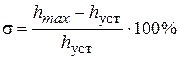 σ = (h_max − h_уст) / h_уст · 100%